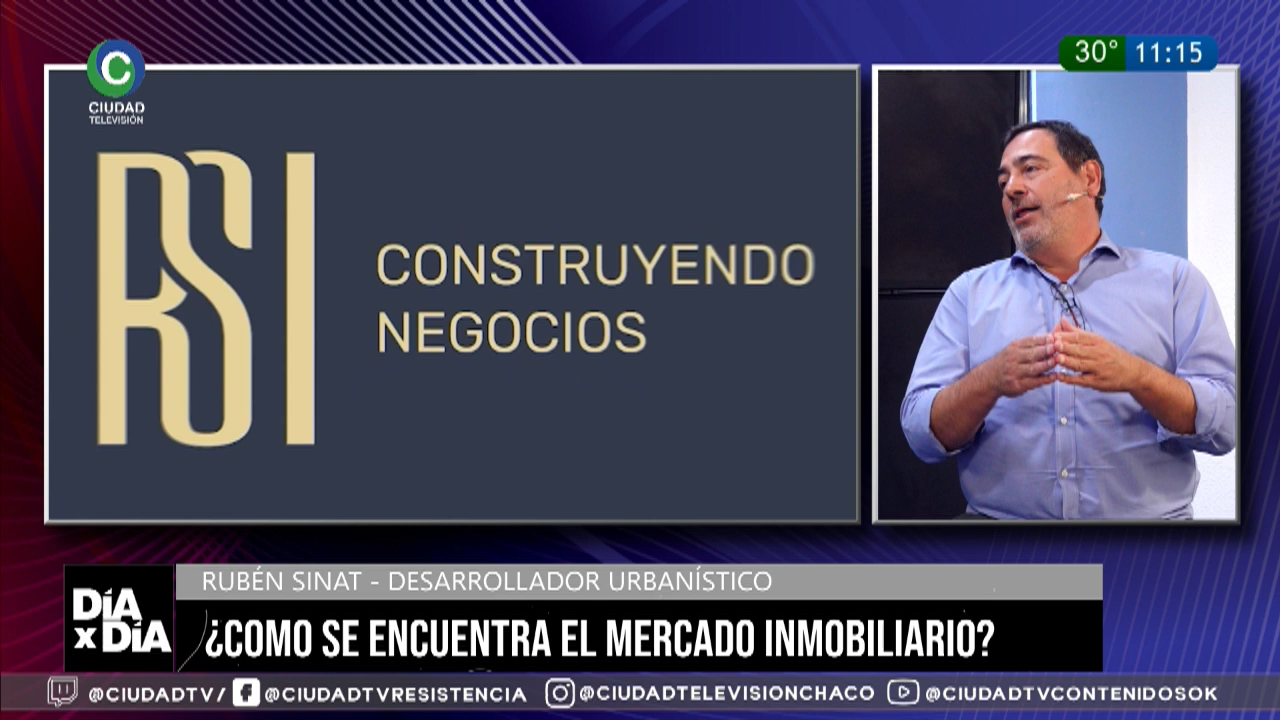 CIUDAD
TELEVISIÓN
30° 11:15
RSI
CONSTRUYENDO
NEGOCIOS
RUBÉN SINAT - DESARROLLADOR URBANÍSTICO
DÍA
X DÍA
¿COMO SE ENCUENTRA EL MERCADO INMOBILIARIO?
@CIUDADTV / @CIUDADTVRESISTENCIA @CIUDADTELEVISIONCHACO @CIUDADTVCONTENIDOSOK